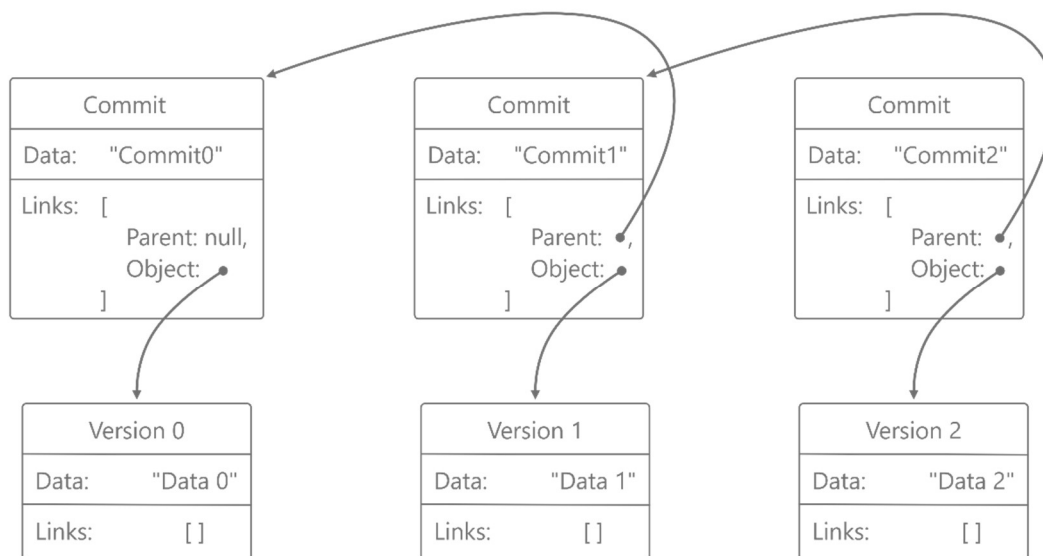 Commit
Data: "Commit0"
Links: [
Parent: null,
Object:
]
Commit
Data: "Commit1"
Links: [
Parent: ,
Object:
]
Commit
Data: "Commit2"
Links: [
Parent: ,
Object:
]
Version 0
Data: "Data 0"
Links: [ ]
Version 1
Data: "Data 1"
Links: [ ]
Version 2
Data: "Data 2"
Links: [ ]